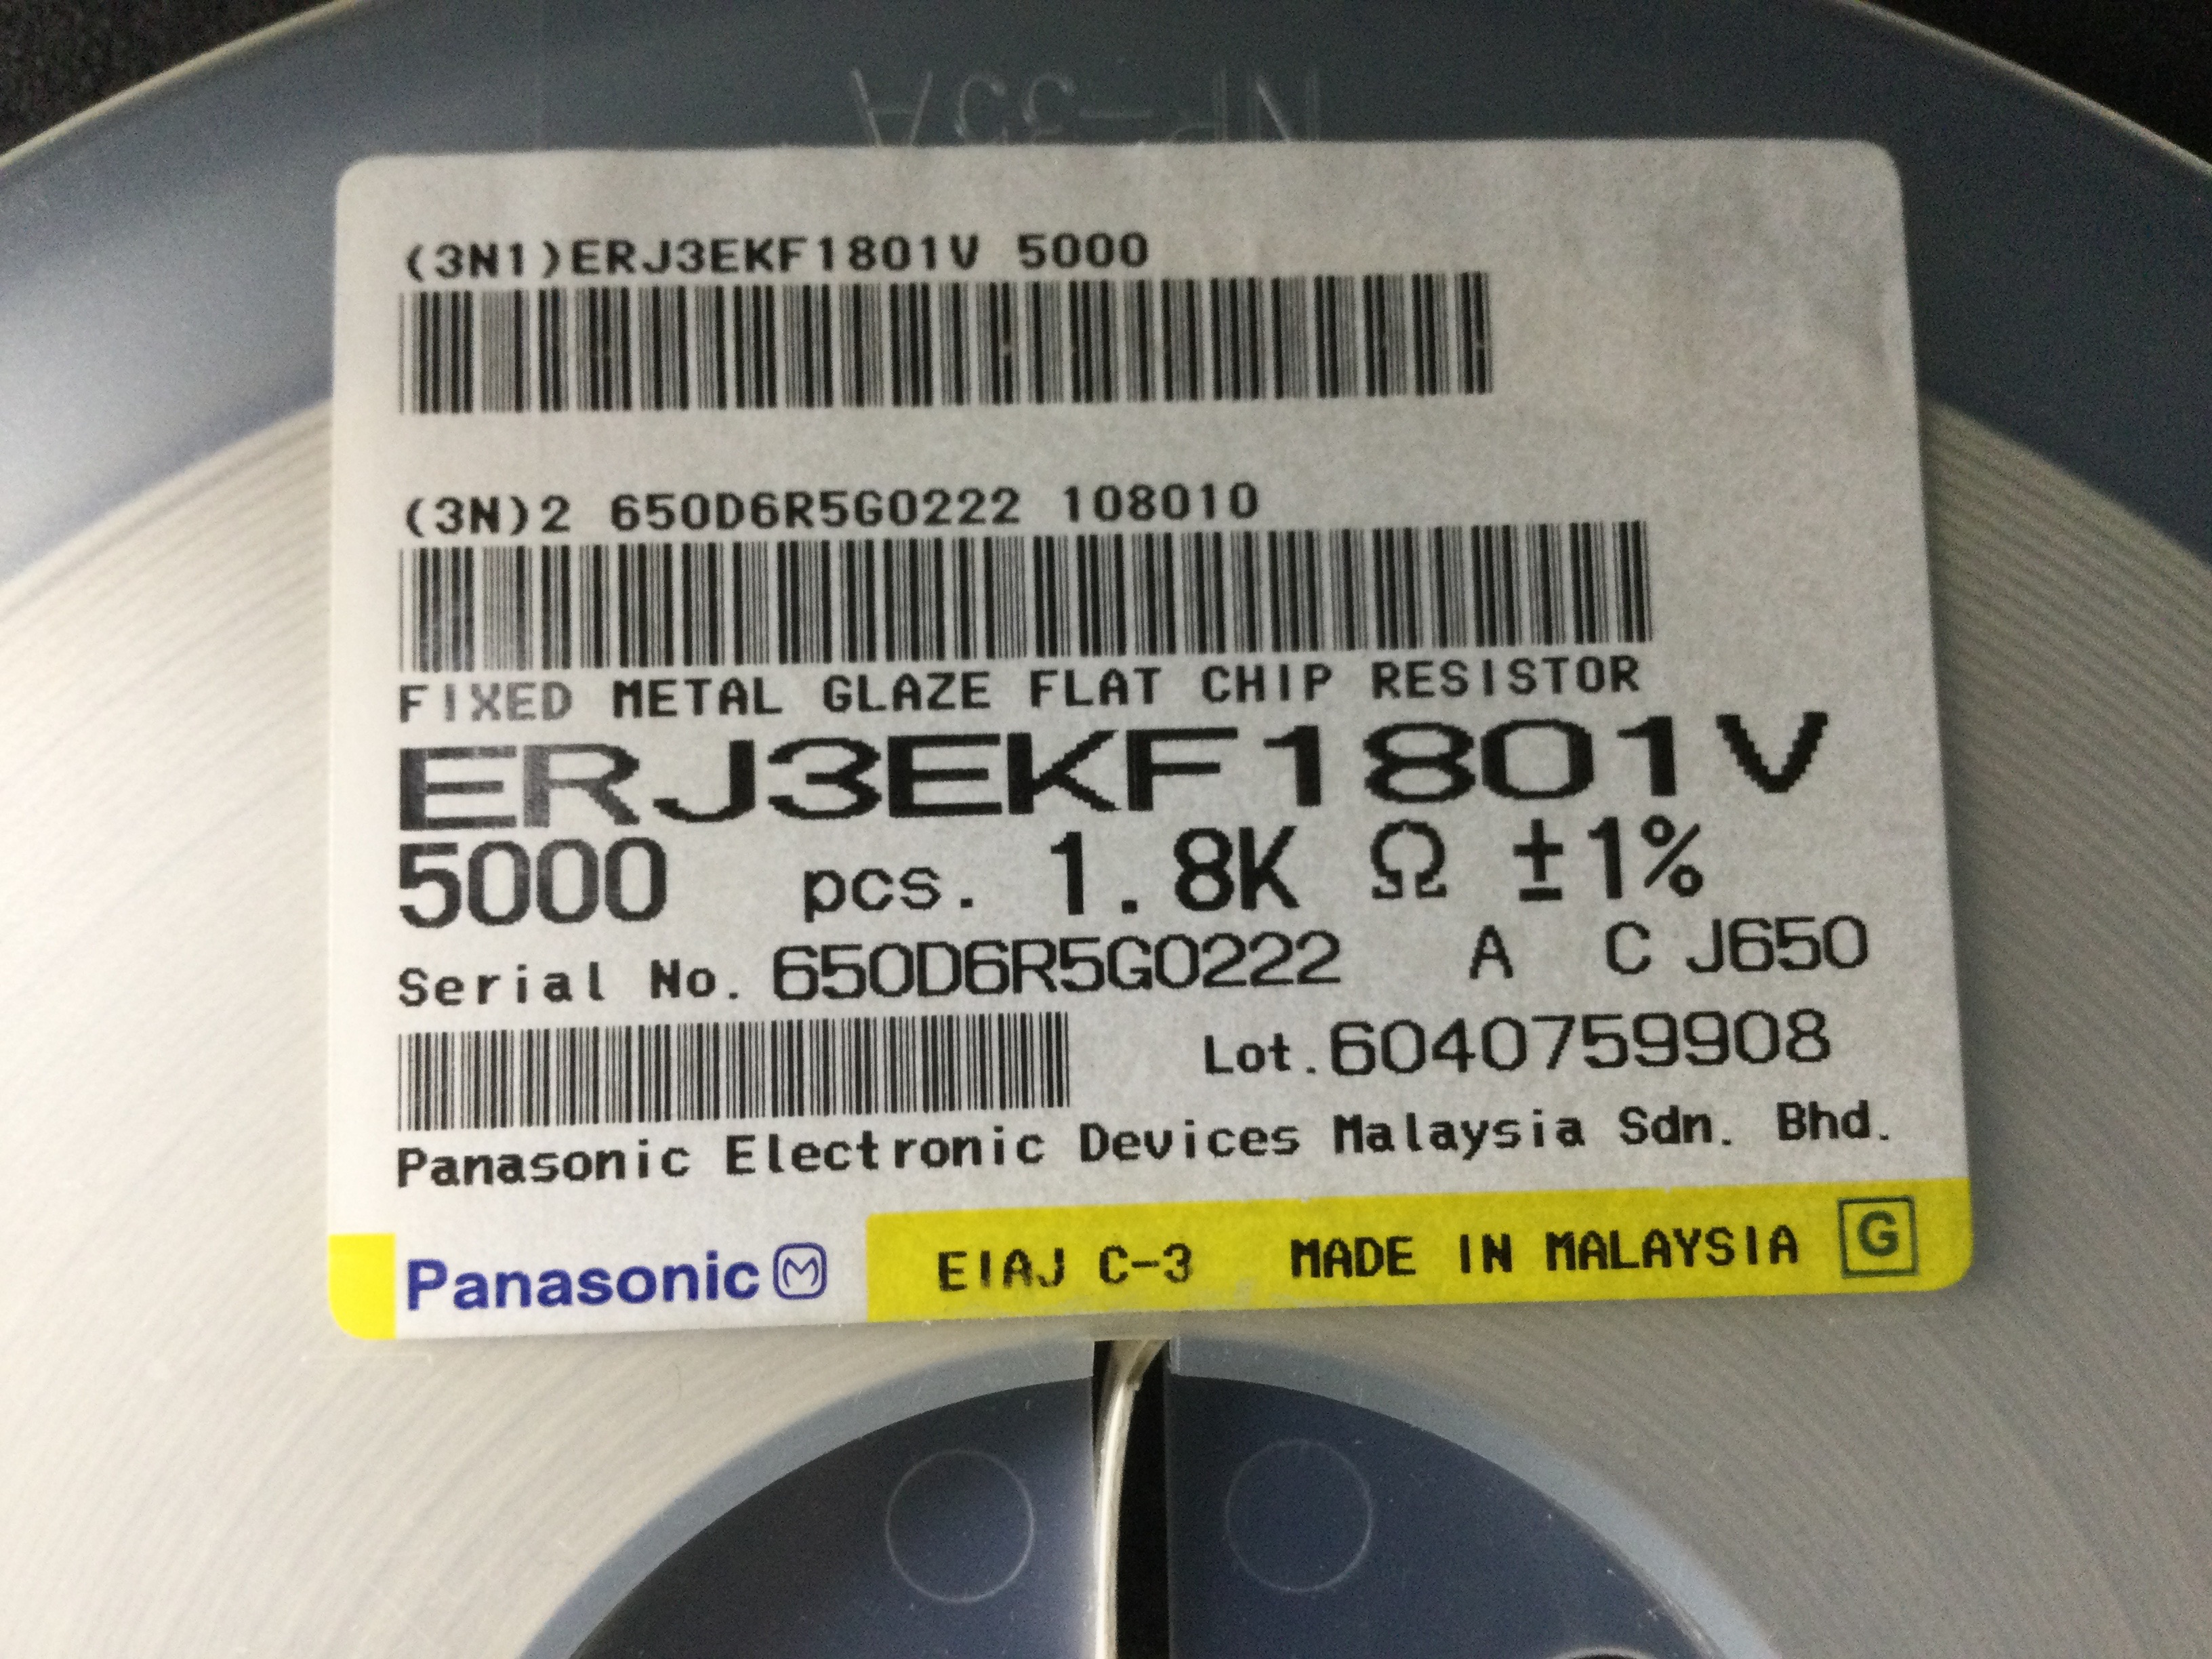 (3N1)ERJ3EKF1801V 5000
(3N)2 650D6R5G0222 108010
FIXED METAL GLAZE FLAT CHIP RESISTOR
ERJ3EKF1801V
5000 pcs. 1.8K Ω ±1%
Serial No. 650D6R5G0222 A C J650
Lot.6040759908
Panasonic Electronic Devices Malaysia Sdn. Bhd.
Panasonic EIAJ C-3 MADE IN MALAYSIA G